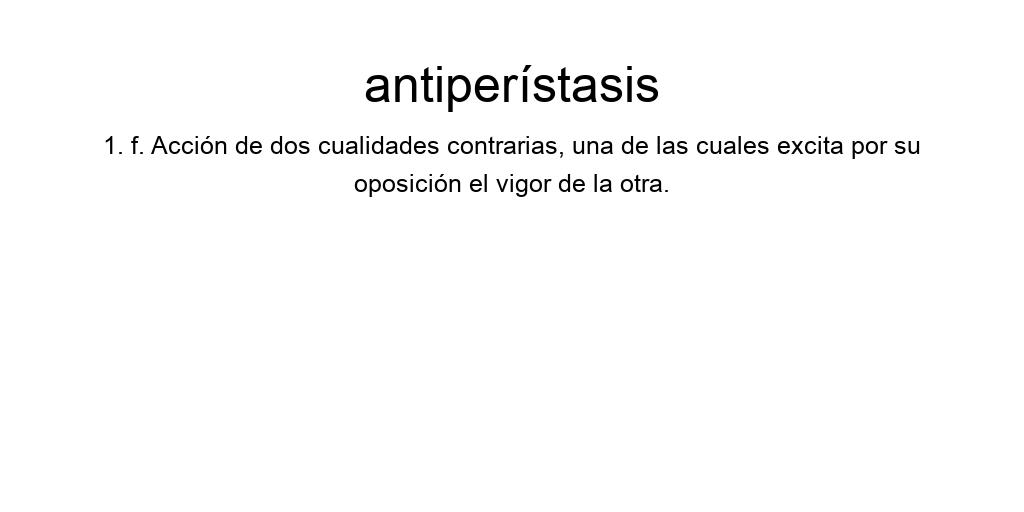 antiperístasis
1. f. Acción de dos cualidades contrarias, una de las cuales excita por su
oposición el vigor de la otra.